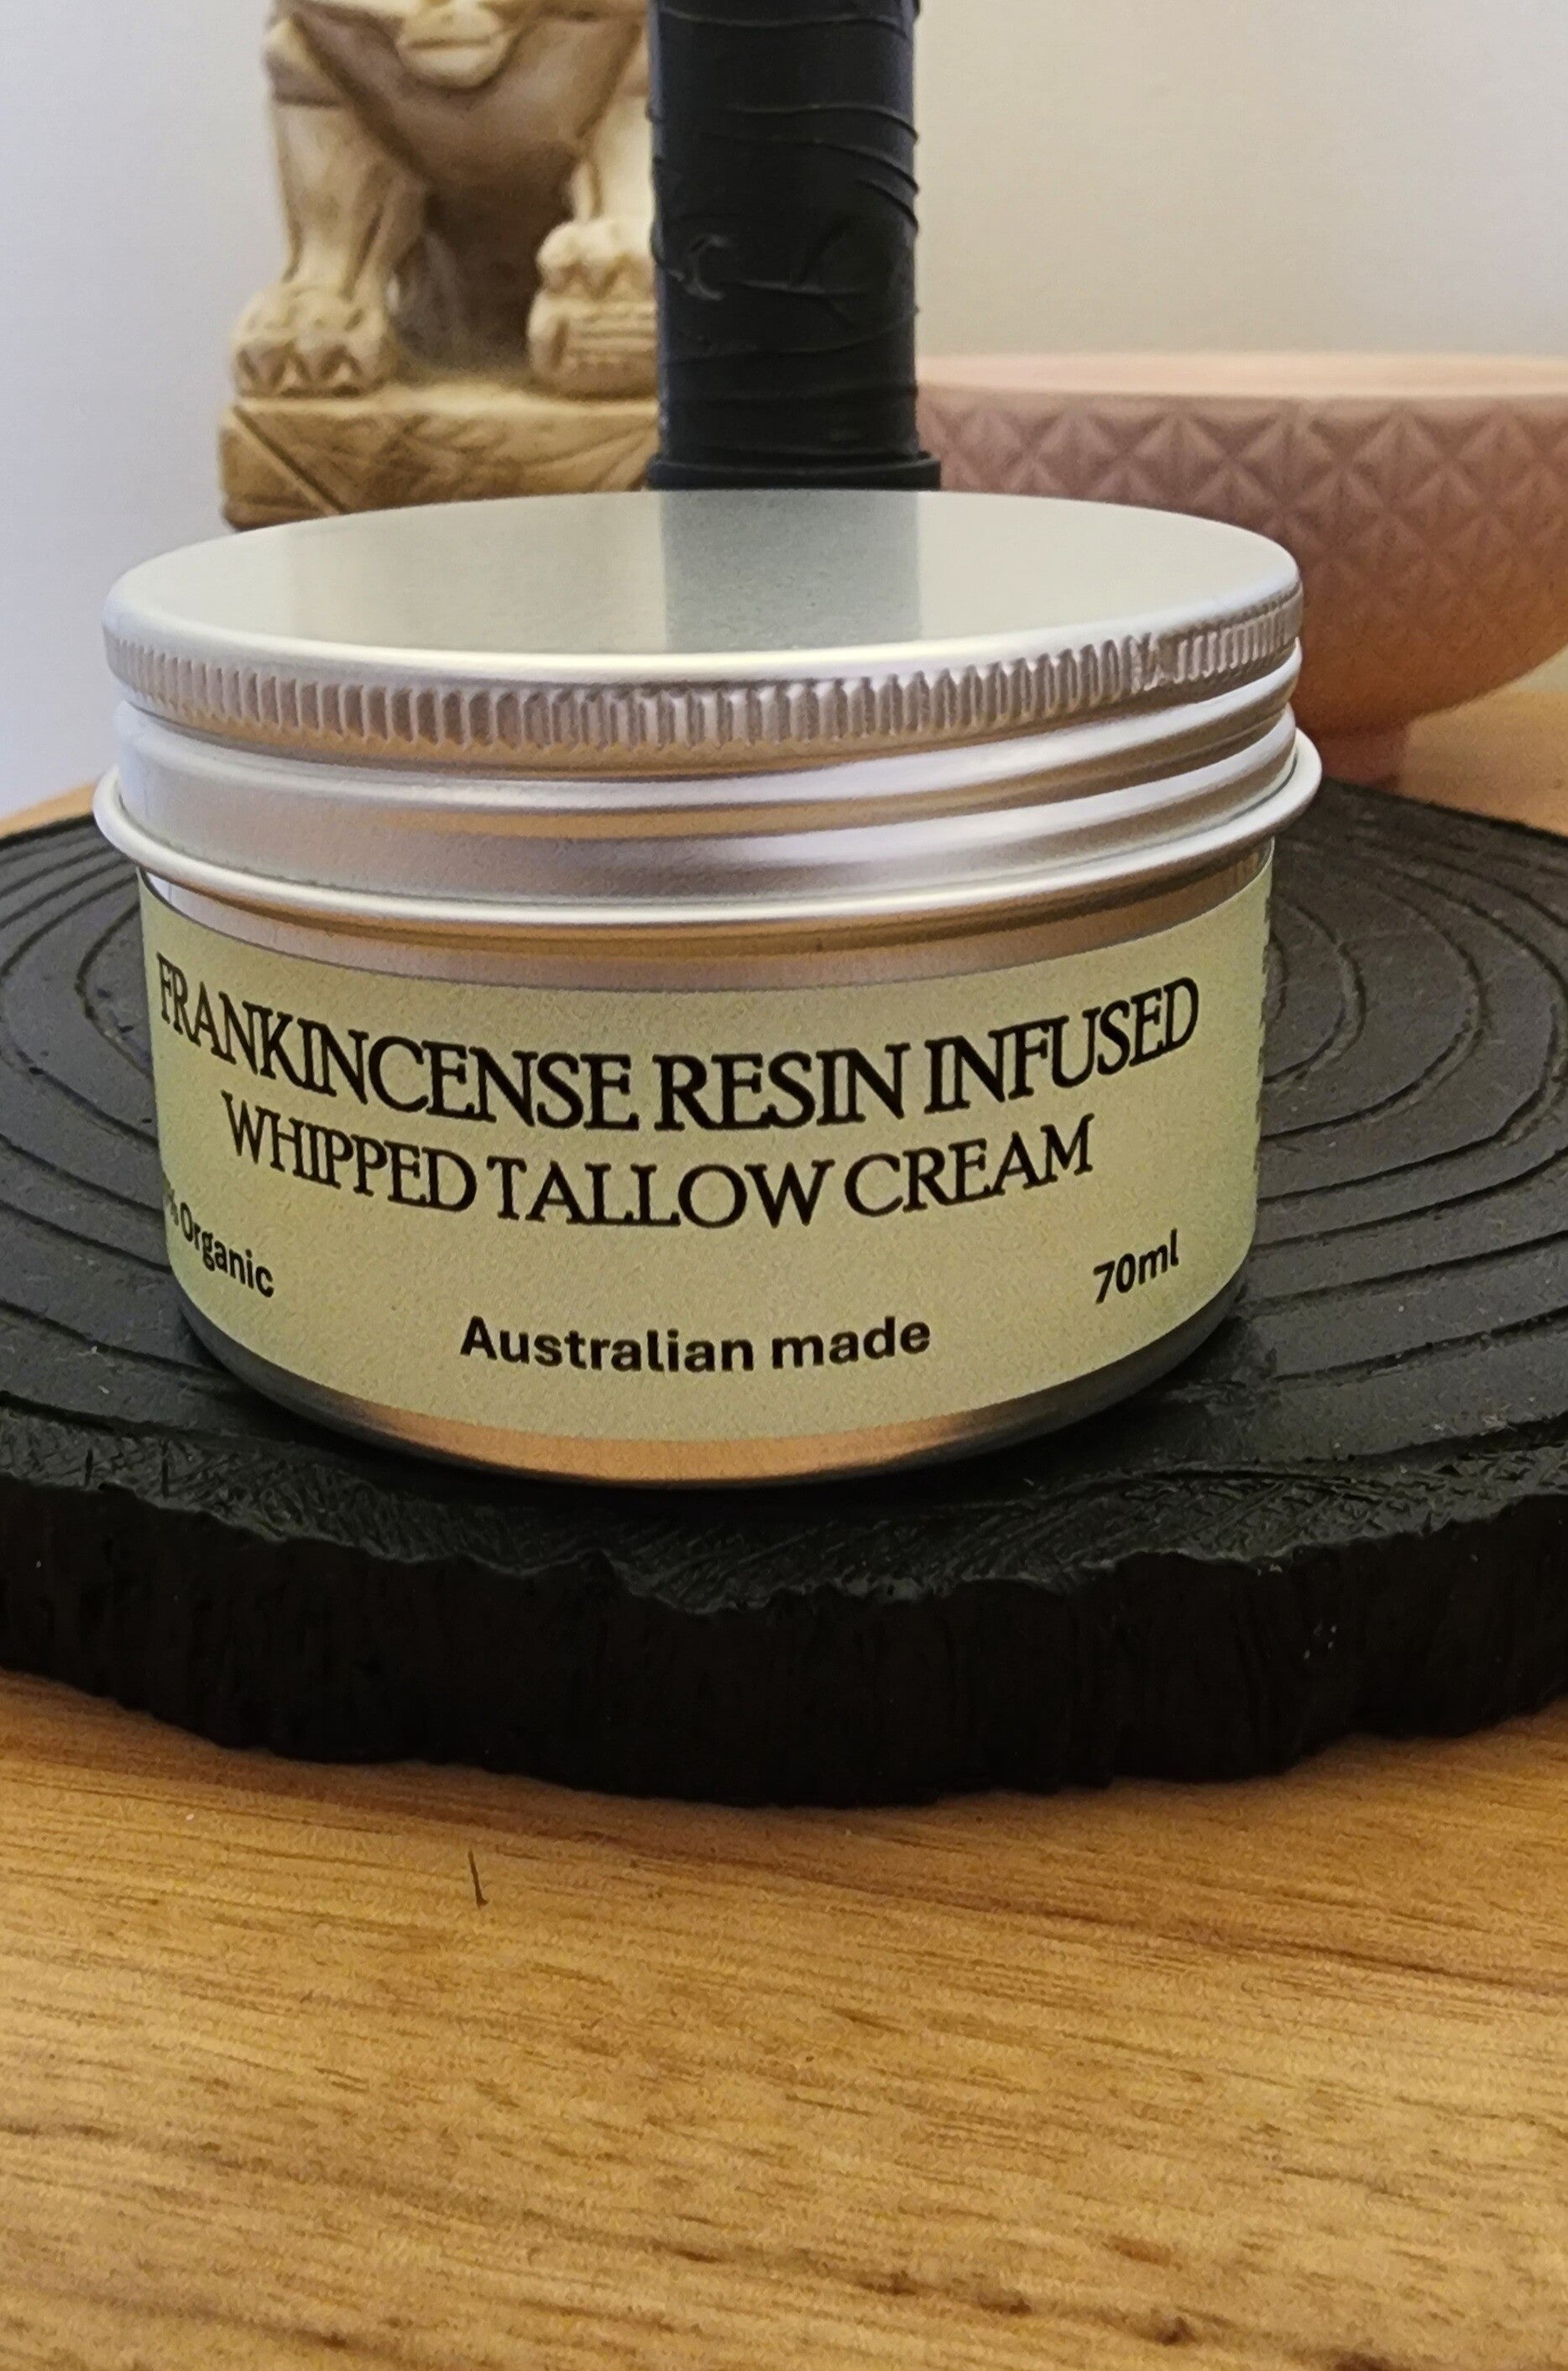 FRANKINCENSE RESIN INFUSED
WHIPPED TALLOW CREAM
% Organic
70ml
Australian made